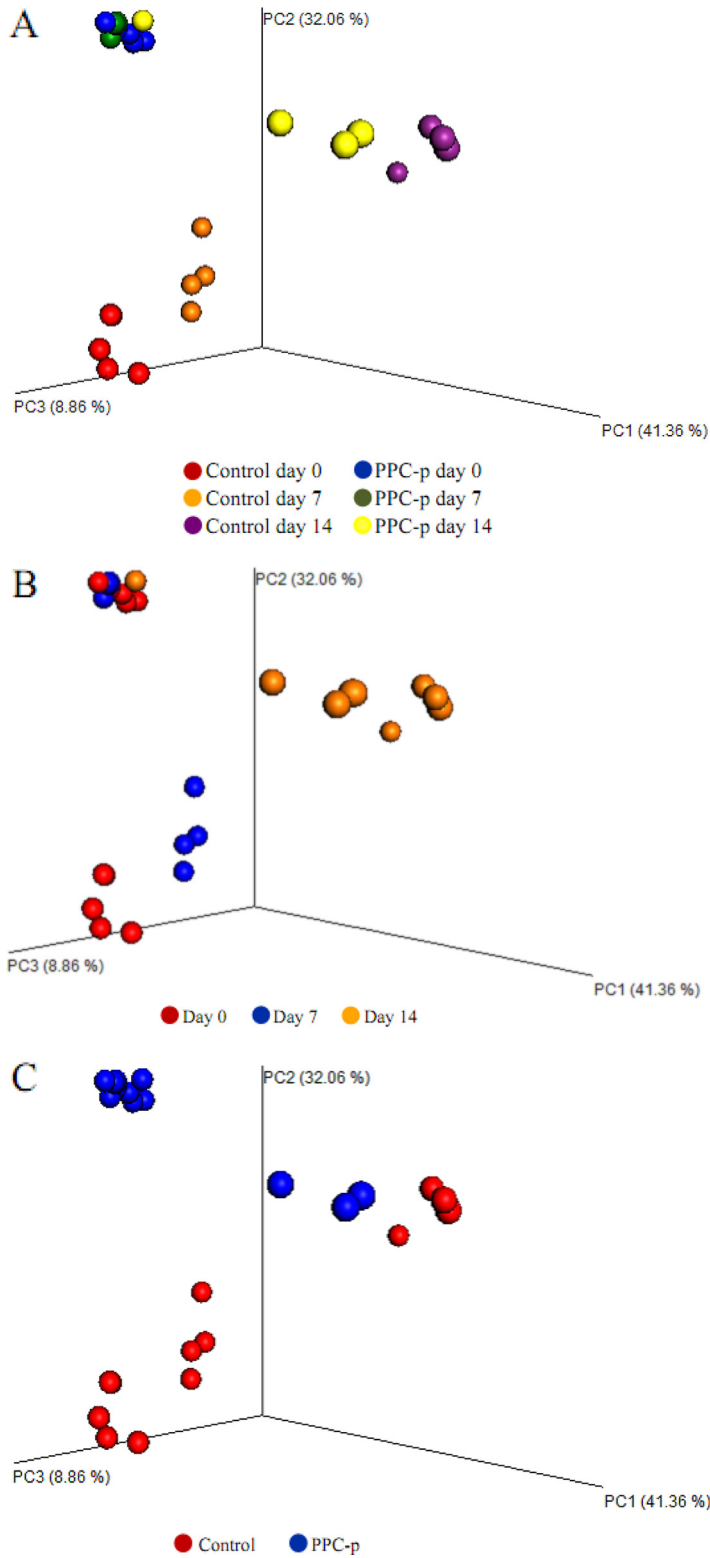 A
PC2 (32.06 %)
PC3 (8.86 %)
PC1 (41.36 %)
Control day 0 PPC-p day 0
Control day 7 PPC-p day 7
Control day 14 PPC-p day 14
B
PC2 (32.06 %)
PC3 (8.86 %)
PC1 (41.36 %)
Day 0 Day 7 Day 14
C
PC2 (32.06 %)
PC3 (8.86 %)
PC1 (41.36 %)
Control PPC-p